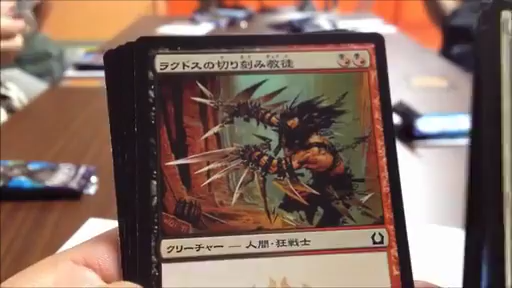 ラクドスの切り刻み教徒
クリーチャー — 人間・狂戦士